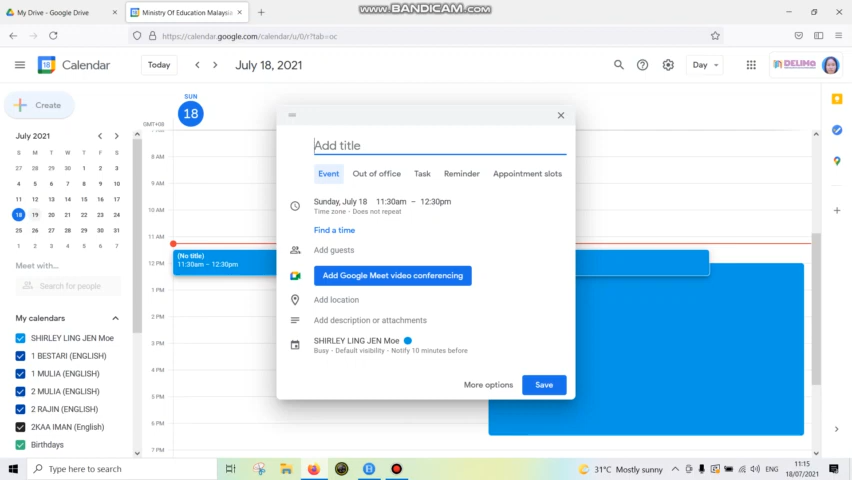 My Drive - Google Drive
Ministry Of Education Malaysia
WWW.BANDICAM.COM
https://calendar.google.com/calendar/u/0/r?tab=oc
Calendar
Today
July 18, 2021
Day
DELIMa
Create
SUN
18
GMT+08
July 2021
S M T W T F S
27 28 29 30 1 2 3
4 5 6 7 8 9 10
11 12 13 14 15 16 17
18 19 20 21 22 23 24
25 26 27 28 29 30 31
1 2 3 4 5 6 7
Meet with...
Search for people
My calendars
SHIRLEY LING JEN Moe
1 BESTARI (ENGLISH)
1 MULIA (ENGLISH)
2 MULIA (ENGLISH)
2 RAJIN (ENGLISH)
2KAA IMAN (English)
Birthdays
8 AM
9 AM
10 AM
11 AM
12 PM
1 PM
2 PM
3 PM
4 PM
5 PM
6 PM
7 PM
(No title)
11:30am – 12:30pm
Add title
Event Out of office Task Reminder Appointment slots
Sunday, July 18 11:30am – 12:30pm
Time zone - Does not repeat
Find a time
Add guests
Add Google Meet video conferencing
Add location
Add description or attachments
SHIRLEY LING JEN Moe
Busy - Default visibility - Notify 10 minutes before
More options
Save
Type here to search
31°C Mostly sunny
ENG
11:15
18/07/2021